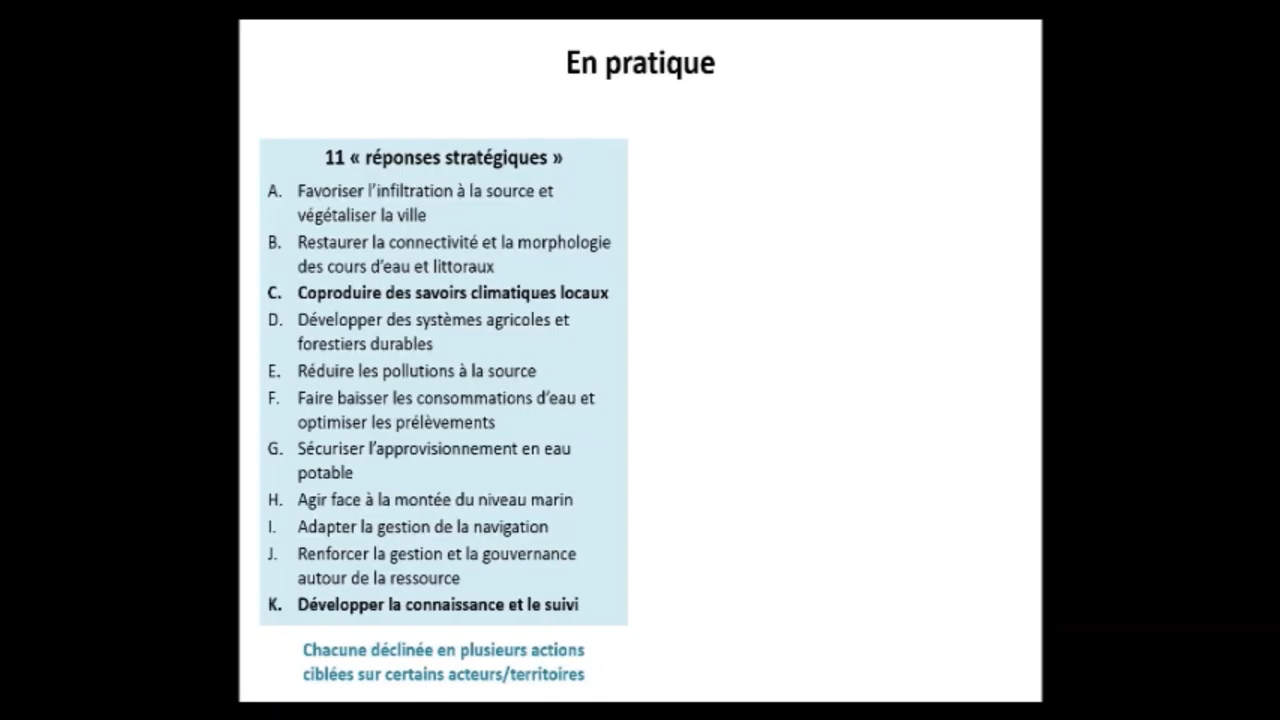 En pratique
11 « réponses stratégiques »
A. Favoriser l'infiltration à la source et
végétaliser la ville
B. Restaurer la connectivité et la morphologie
des cours d'eau et littoraux
C. Coproduire des savoirs climatiques locaux
D. Développer des systèmes agricoles et
forestiers durables
E. Réduire les pollutions à la source
F. Faire baisser les consommations d'eau et
optimiser les prélèvements
G. Sécuriser l'approvisionnement en eau
potable
H. Agir face à la montée du niveau marin
I. Adapter la gestion de la navigation
J. Renforcer la gestion et la gouvernance
autour de la ressource
K. Développer la connaissance et le suivi
Chacune déclinée en plusieurs actions
ciblées sur certains acteurs/territoires